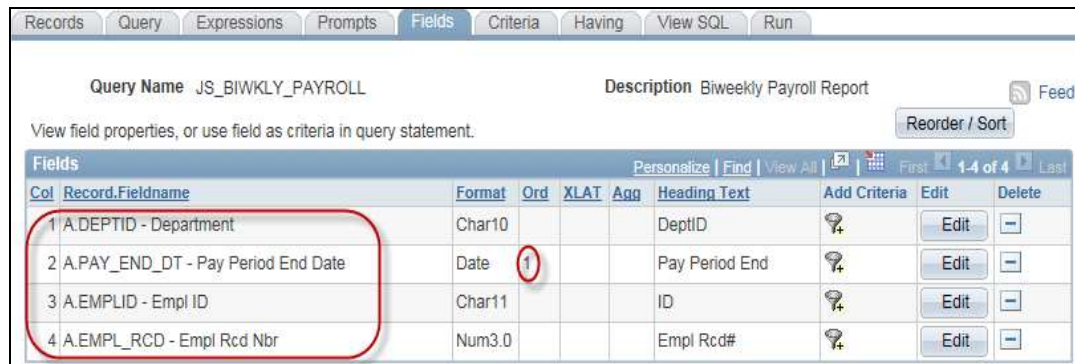 Records Query Expressions Prompts Fields Criteria Having View SQL Run
Query Name JS_BIWKLY_PAYROLL Description Biweekly Payroll Report Feed
View field properties, or use field as criteria in query statement. Reorder / Sort
Fields Personalize | Find | View All | | First 1-4 of 4 Last
Col Record.Fieldname Format Ord XLAT Agg Heading Text Add Criteria Edit Delete
1 A.DEPTID - Department Char10 DeptID Edit
2 A.PAY_END_DT - Pay Period End Date Date 1 Pay Period End Edit
3 A.EMPLID - Empl ID Char11 ID Edit
4 A.EMPL_RCD - Empl Rcd Nbr Num3.0 Empl Rcd# Edit